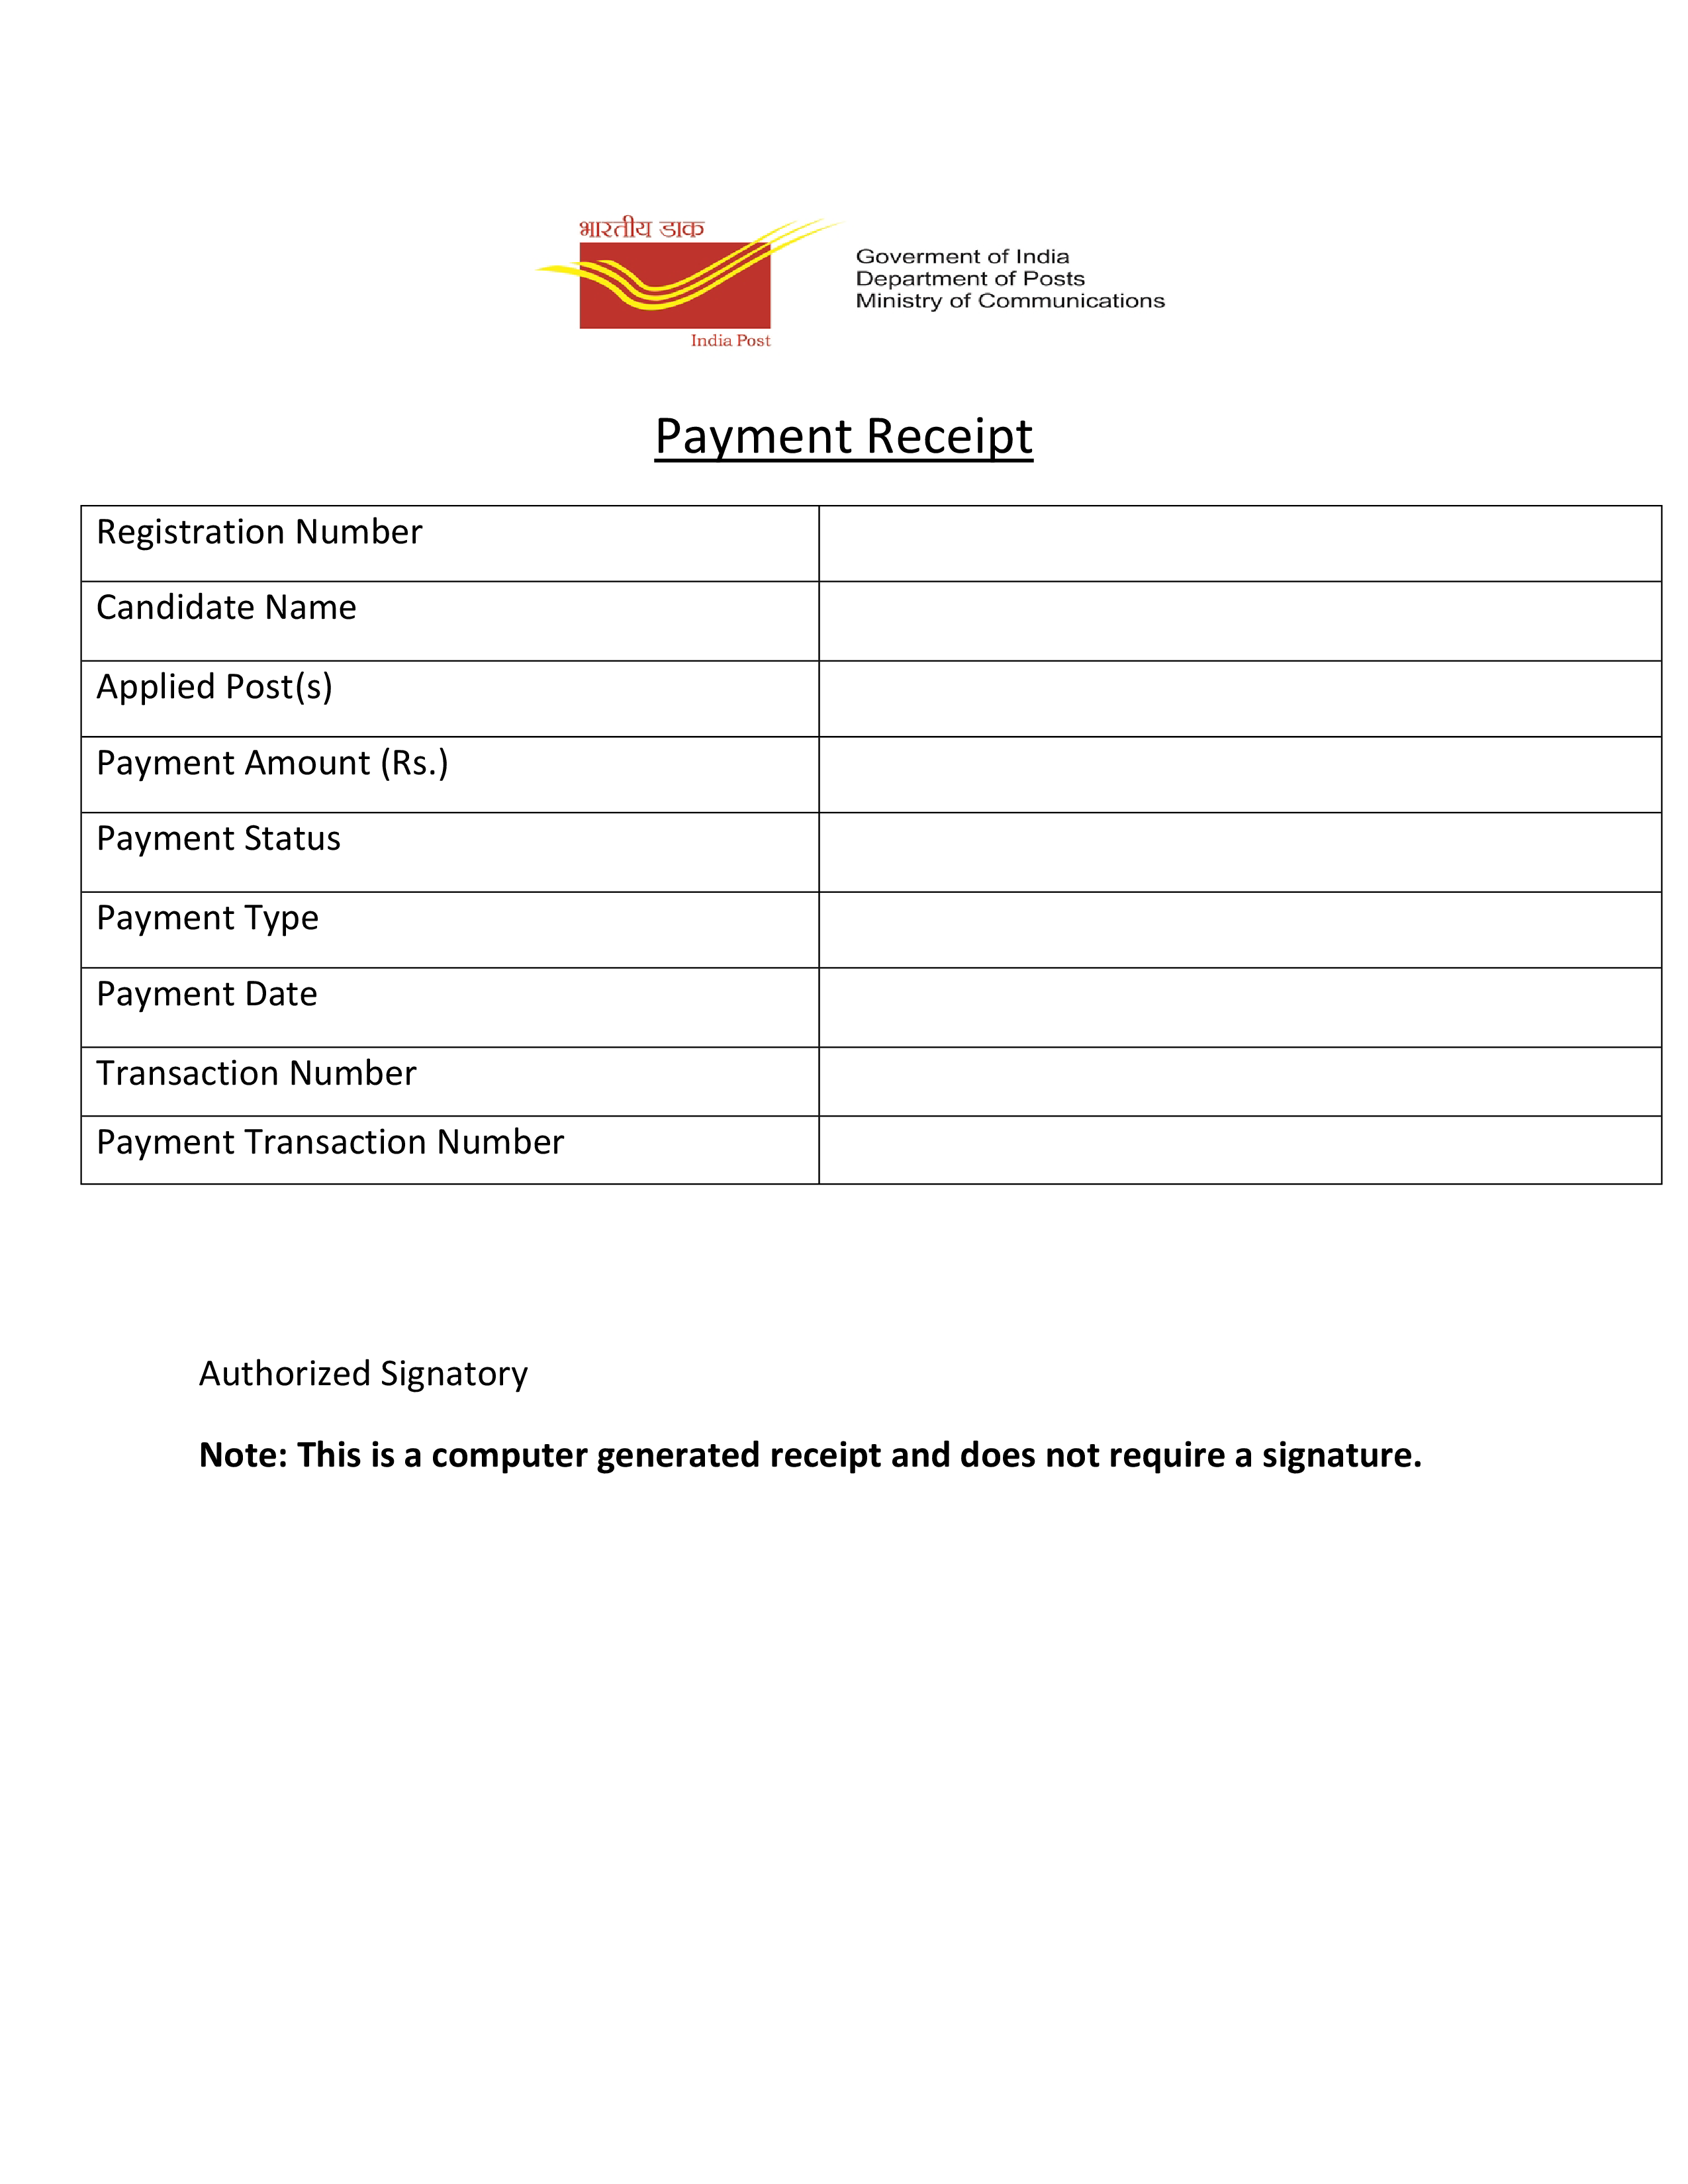 भारतीय डाक
India Post
Goverment of India
Department of Posts
Ministry of Communications
Payment Receipt
Registration Number
Candidate Name
Applied Post(s)
Payment Amount (Rs.)
Payment Status
Payment Type
Payment Date
Transaction Number
Payment Transaction Number
Authorized Signatory
Note: This is a computer generated receipt and does not require a signature.